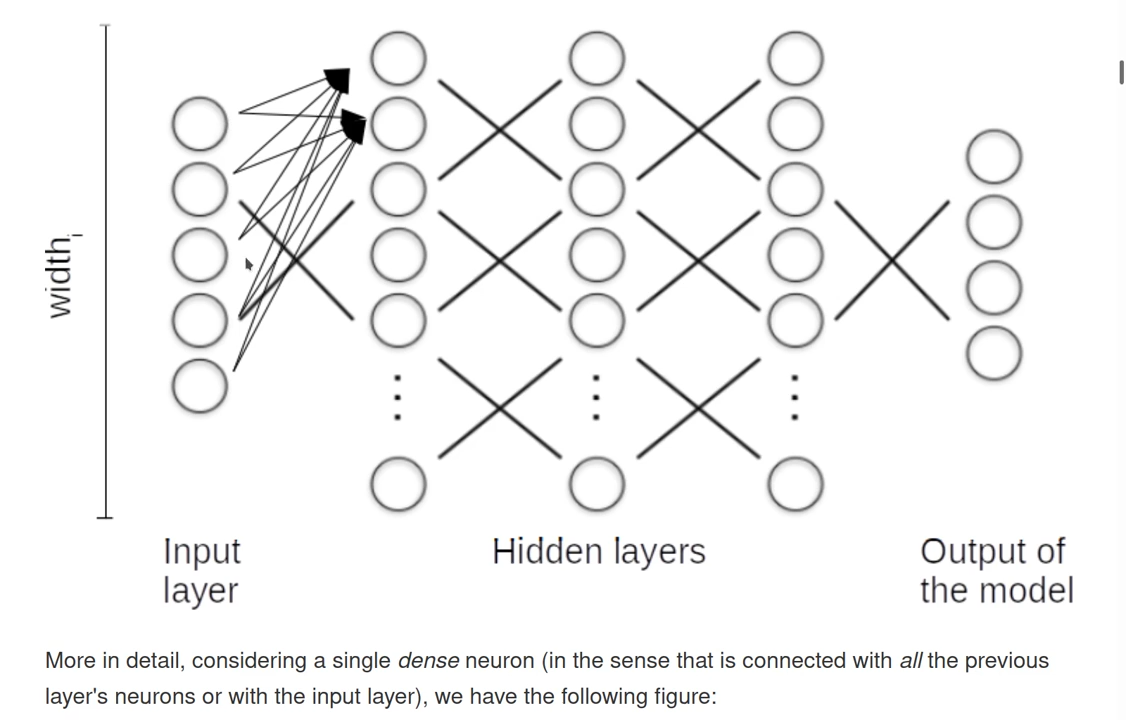 width i
Input
layer
Hidden layers
Output of
the model
More in detail, considering a single dense neuron (in the sense that is connected with all the previous
layer's neurons or with the input layer), we have the following figure: